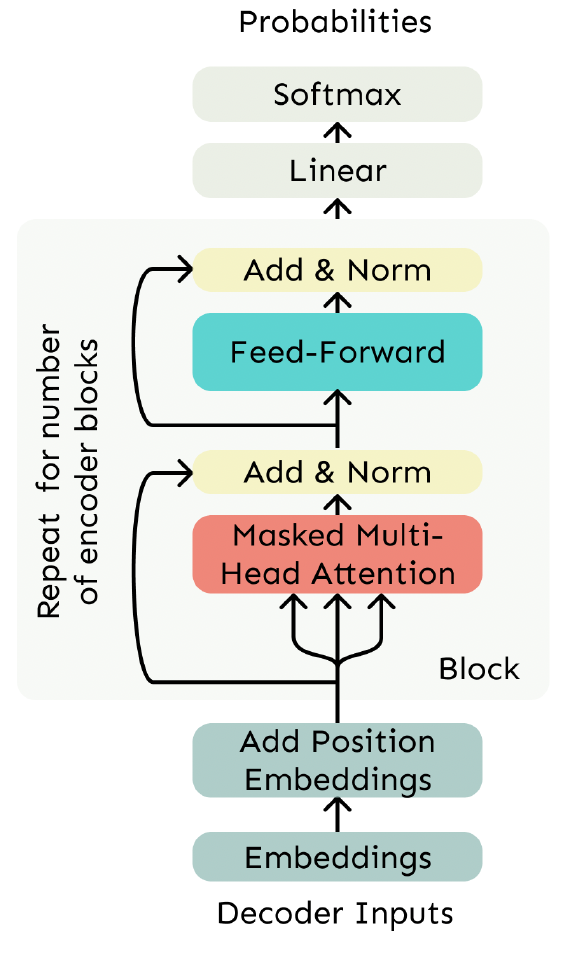 Probabilities
Softmax
Linear
Add & Norm
Feed-Forward
Repeat for number
of encoder blocks
Add & Norm
Masked Multi-
Head Attention
Block
Add Position
Embeddings
Embeddings
Decoder Inputs